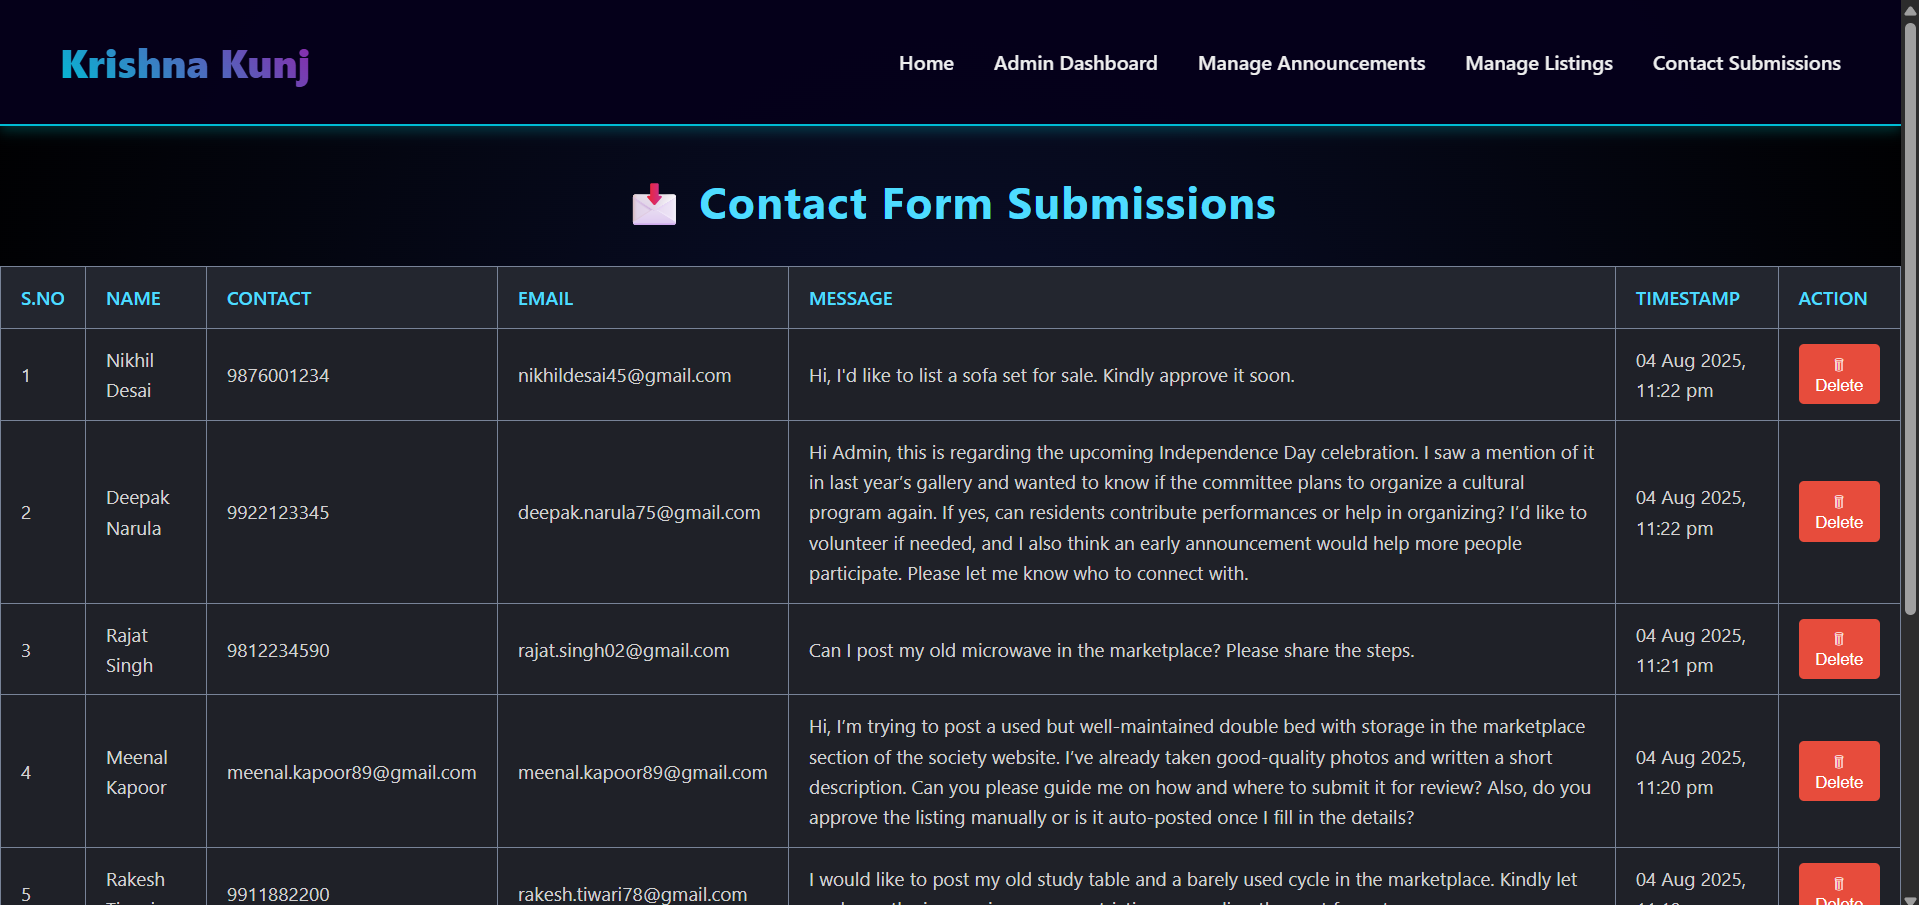 Krishna Kunj
Home
Admin Dashboard
Manage Announcements
Manage Listings
Contact Submissions
Contact Form Submissions
S.NO
NAME
CONTACT
EMAIL
MESSAGE
TIMESTAMP
ACTION
1
Nikhil
Desai
9876001234
nikhildesai45@gmail.com
Hi, I'd like to list a sofa set for sale. Kindly approve it soon.
04 Aug 2025,
11:22 pm
Delete
2
Deepak
Narula
9922123345
deepak.narula75@gmail.com
Hi Admin, this is regarding the upcoming Independence Day celebration. I saw a mention of it
in last year’s gallery and wanted to know if the committee plans to organize a cultural
program again. If yes, can residents contribute performances or help in organizing? I’d like to
volunteer if needed, and I also think an early announcement would help more people
participate. Please let me know who to connect with.
04 Aug 2025,
11:22 pm
Delete
3
Rajat
Singh
9812234590
rajat.singh02@gmail.com
Can I post my old microwave in the marketplace? Please share the steps.
04 Aug 2025,
11:21 pm
Delete
4
Meenal
Kapoor
meenal.kapoor89@gmail.com
meenal.kapoor89@gmail.com
Hi, I’m trying to post a used but well-maintained double bed with storage in the marketplace
section of the society website. I’ve already taken good-quality photos and written a short
description. Can you please guide me on how and where to submit it for review? Also, do you
approve the listing manually or is it auto-posted once I fill in the details?
04 Aug 2025,
11:20 pm
Delete
5
Rakesh
9911882200
rakesh.tiwari78@gmail.com
I would like to post my old study table and a barely used cycle in the marketplace. Kindly let
04 Aug 2025,
Delete